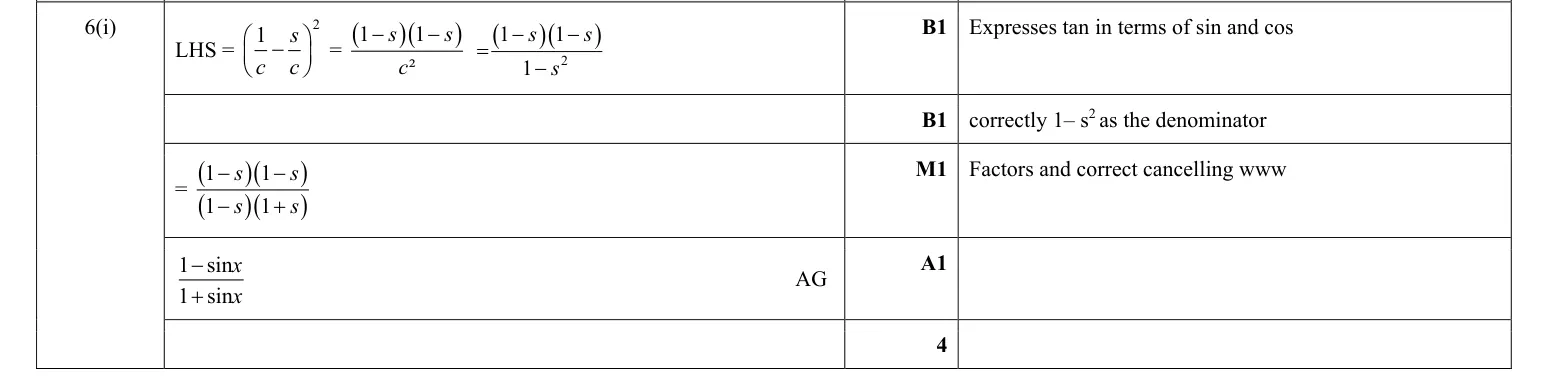 6(i)
LHS = (1/c − s/c)² = (1−s)(1−s)/c² = (1−s)(1−s)/1−s²
B1 Expresses tan in terms of sin and cos
B1 correctly 1– s² as the denominator
= (1−s)(1−s)/(1−s)(1+s)
M1 Factors and correct cancelling www
1−sinx/1+sinx AG
A1
4